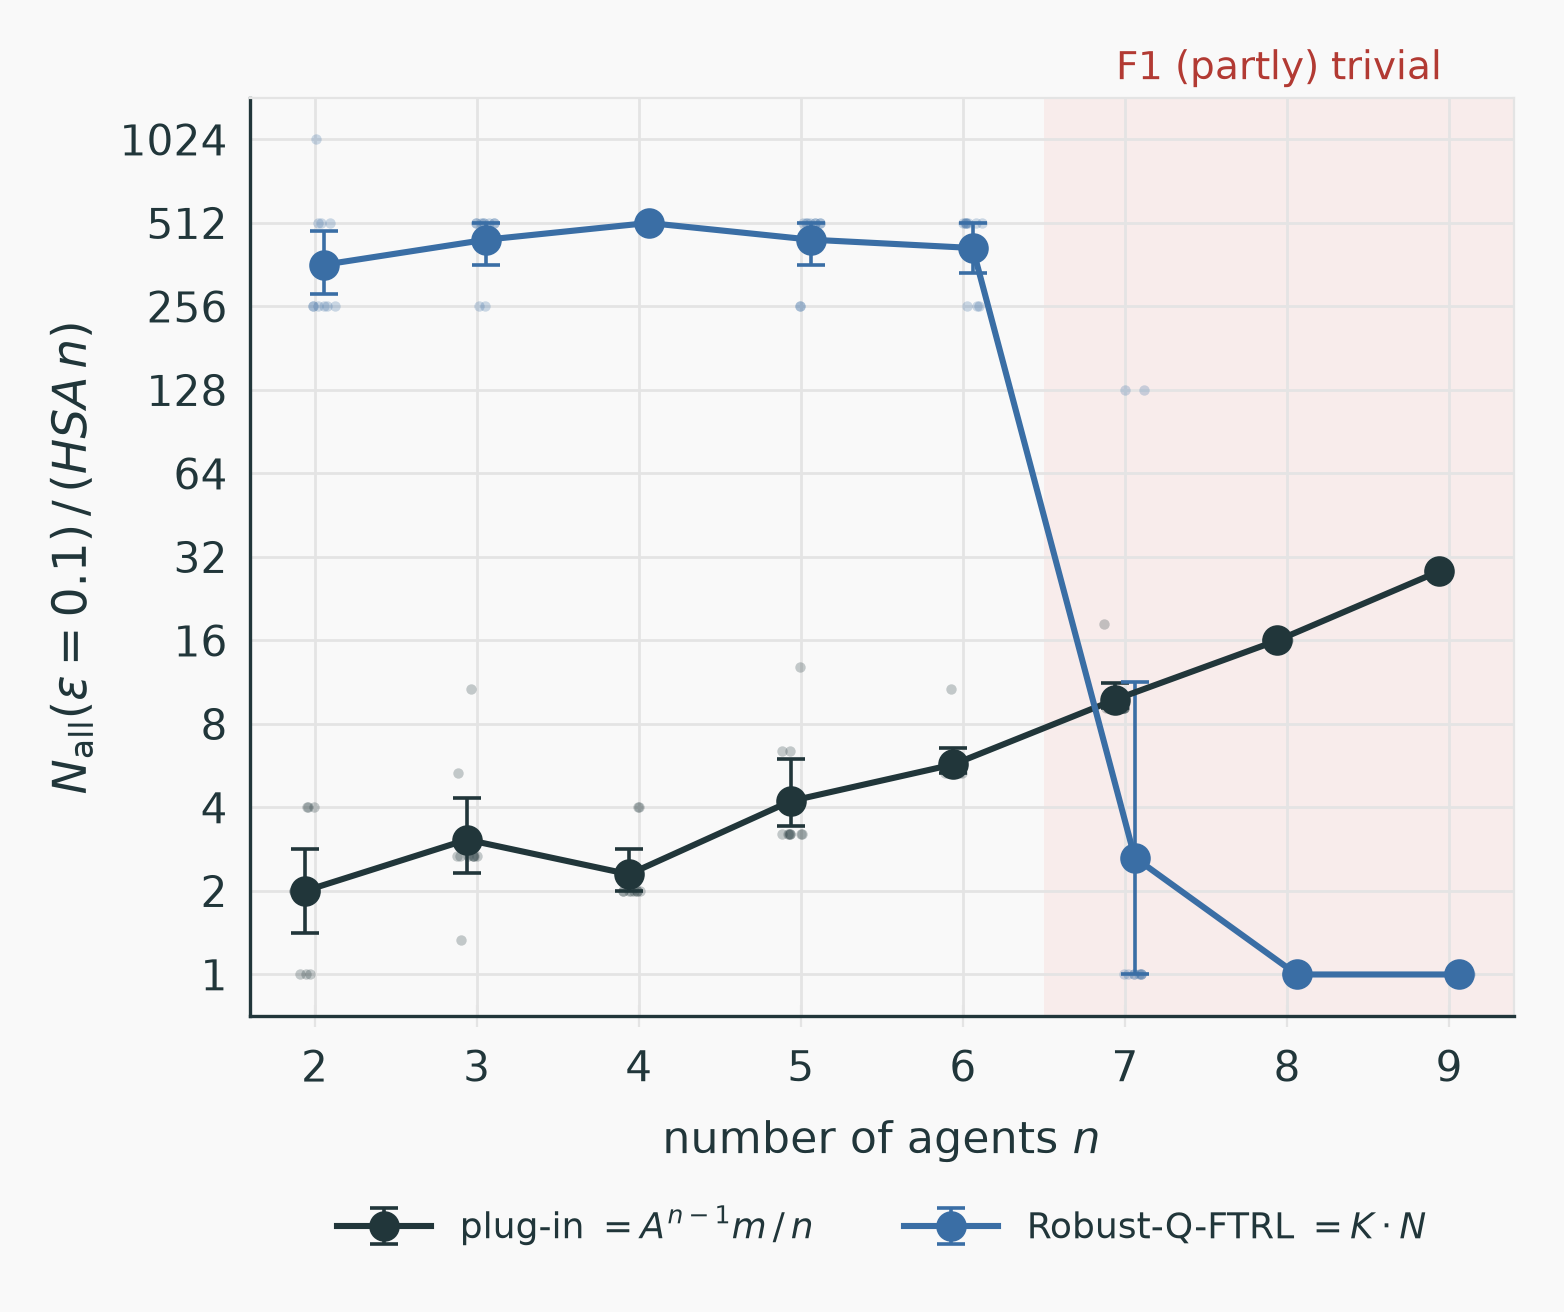 F1 (partly) trivial
1024
512
256
128
64
32
16
8
4
2
1
N_all(ε = 0.1) / (HSA n)
2 3 4 5 6 7 8 9
number of agents n
plug-in = A^{n−1}m / n
Robust-Q-FTRL = K · N